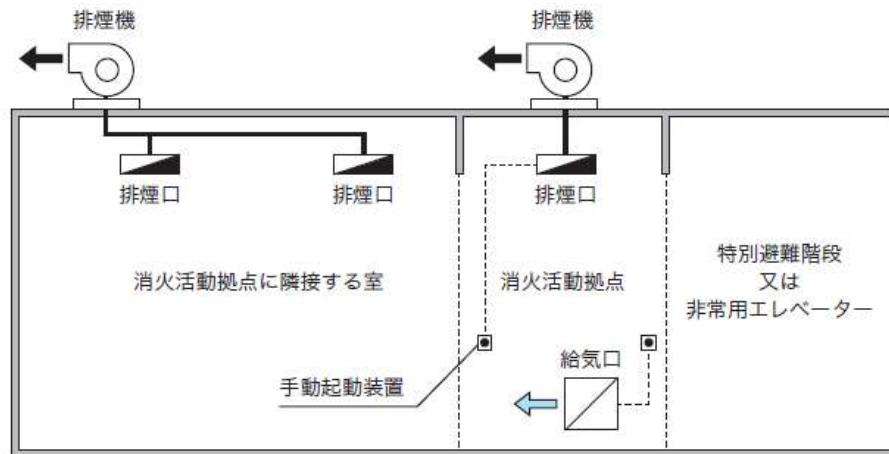 排煙機
排煙機
排煙口
排煙口
排煙口
消火活動拠点に隣接する室
消火活動拠点
特別避難階段
又は
非常用エレベーター
手動起動装置
給気口